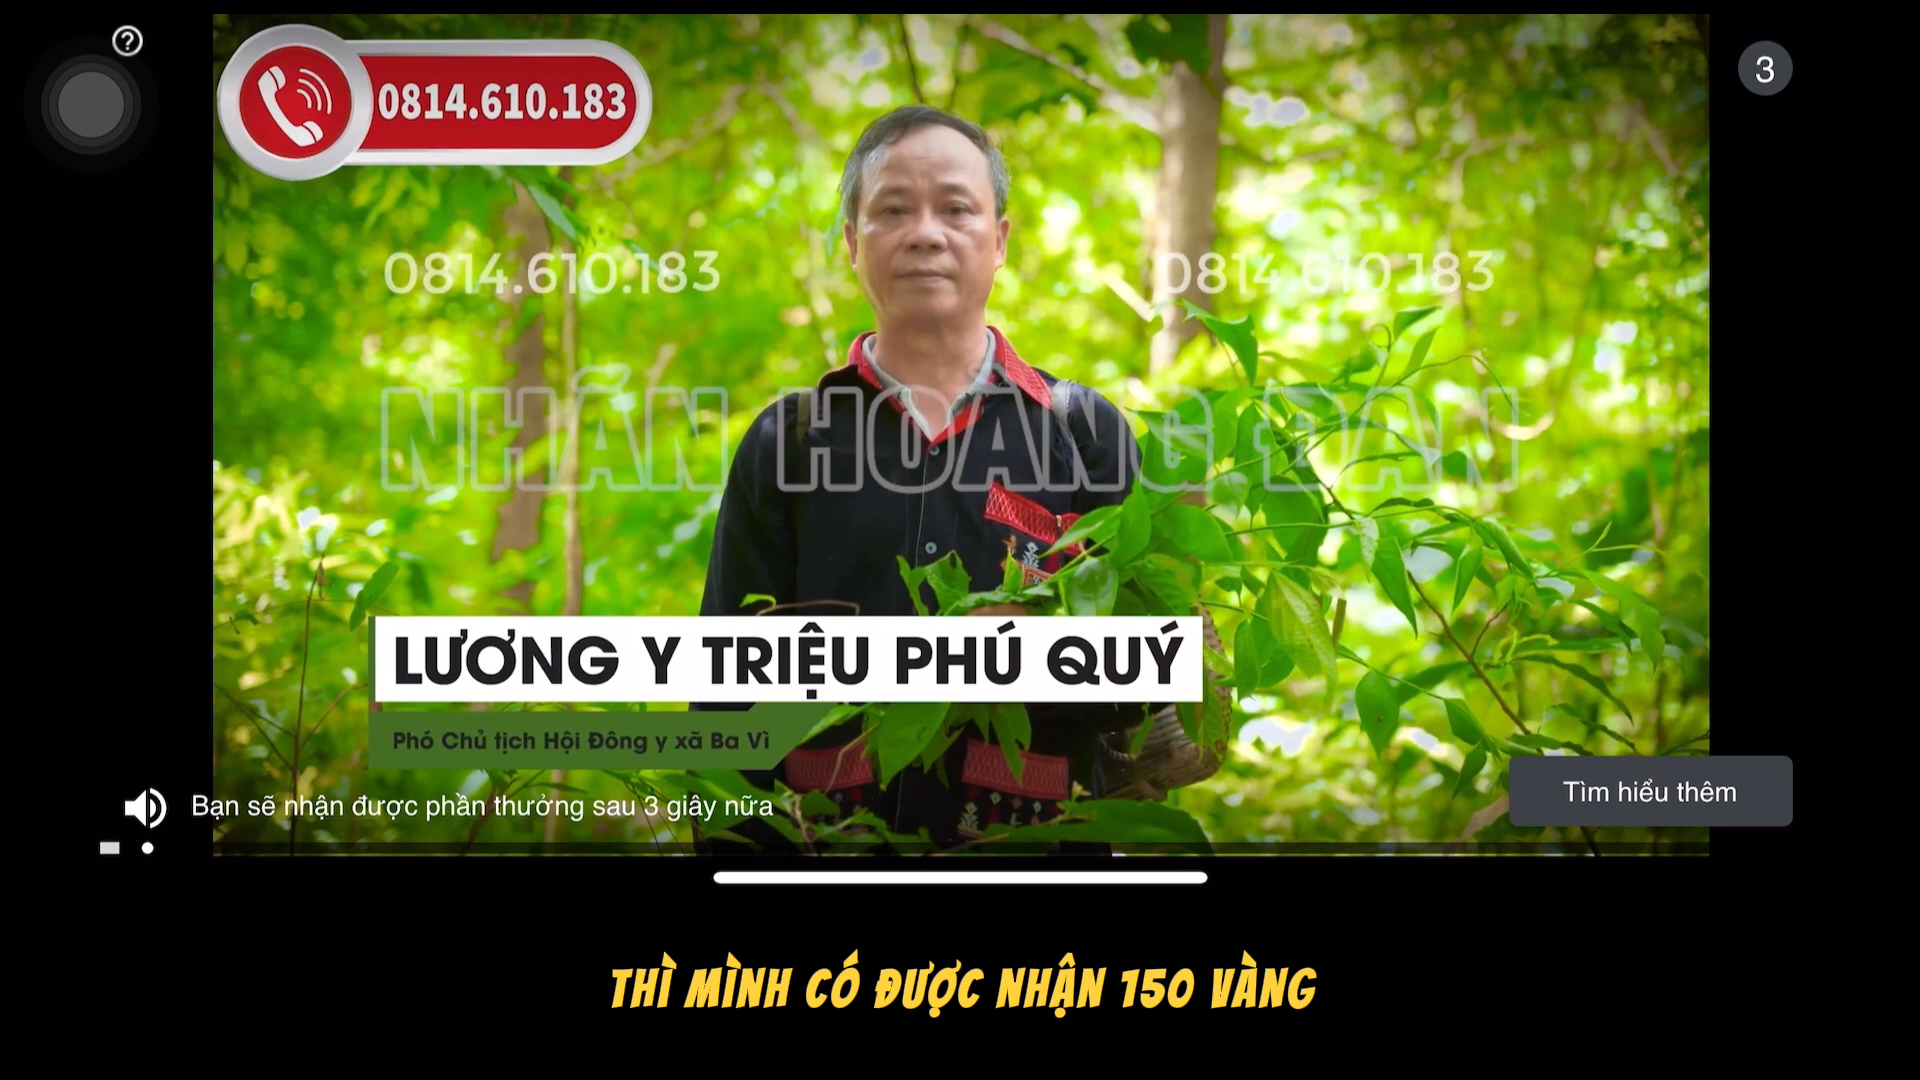 ?
0814.610.183
3
0814.610.183
0814.610.183
NHÃN HOÀNG ĐAN
LƯƠNG Y TRIỆU PHÚ QUÝ
Phó Chủ tịch Hội Đông y xã Ba Vì
Tìm hiểu thêm
Bạn sẽ nhận được phần thưởng sau 3 giây nữa
THÌ MÌNH CÓ ĐƯỢC NHẬN 150 VÀNG